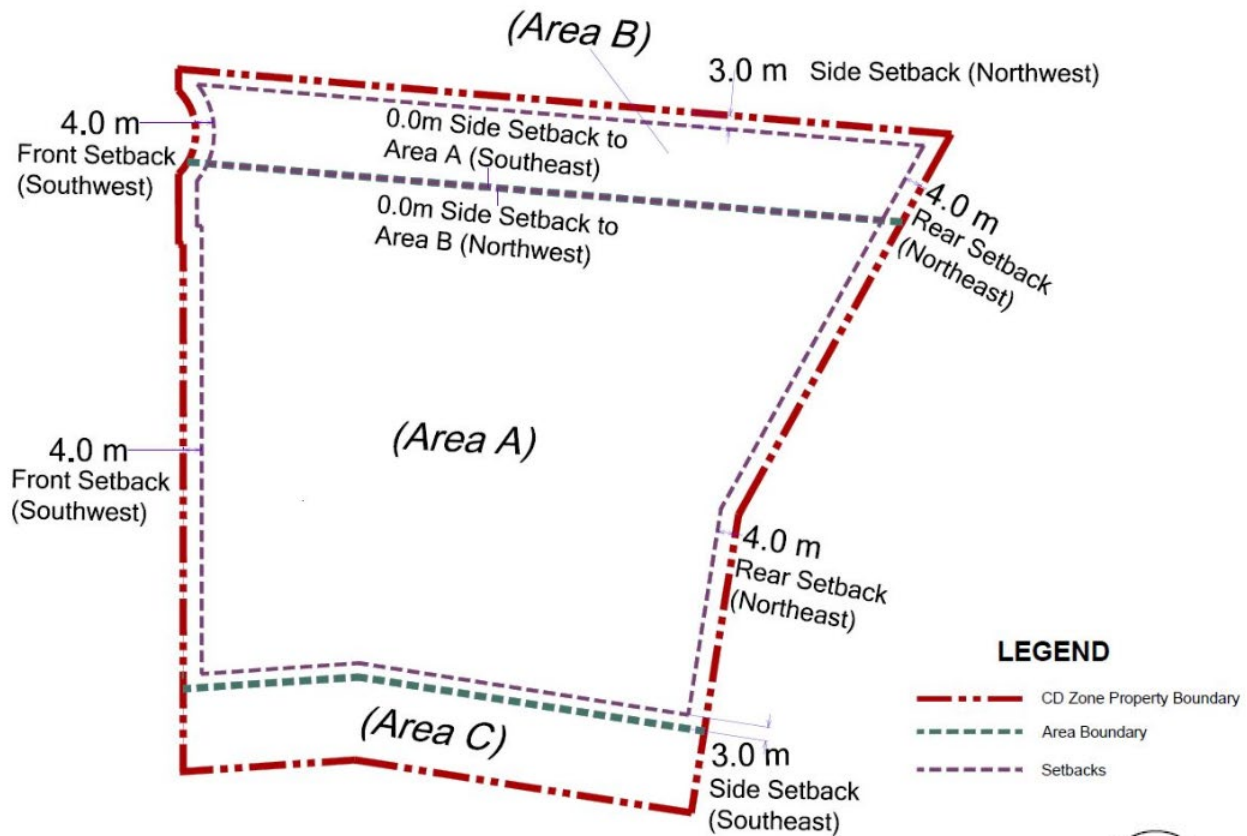 (Area B)
3.0 m Side Setback (Northwest)
4.0 m
Front Setback
(Southwest)
0.0m Side Setback to
Area A (Southeast)
0.0m Side Setback to
Area B (Northwest)
4.0 m
Rear Setback
(Northeast)
(Area A)
4.0 m
Front Setback
(Southwest)
4.0 m
Rear Setback
(Northeast)
(Area C)
3.0 m
Side Setback
(Southeast)
LEGEND
CD Zone Property Boundary
Area Boundary
Setbacks